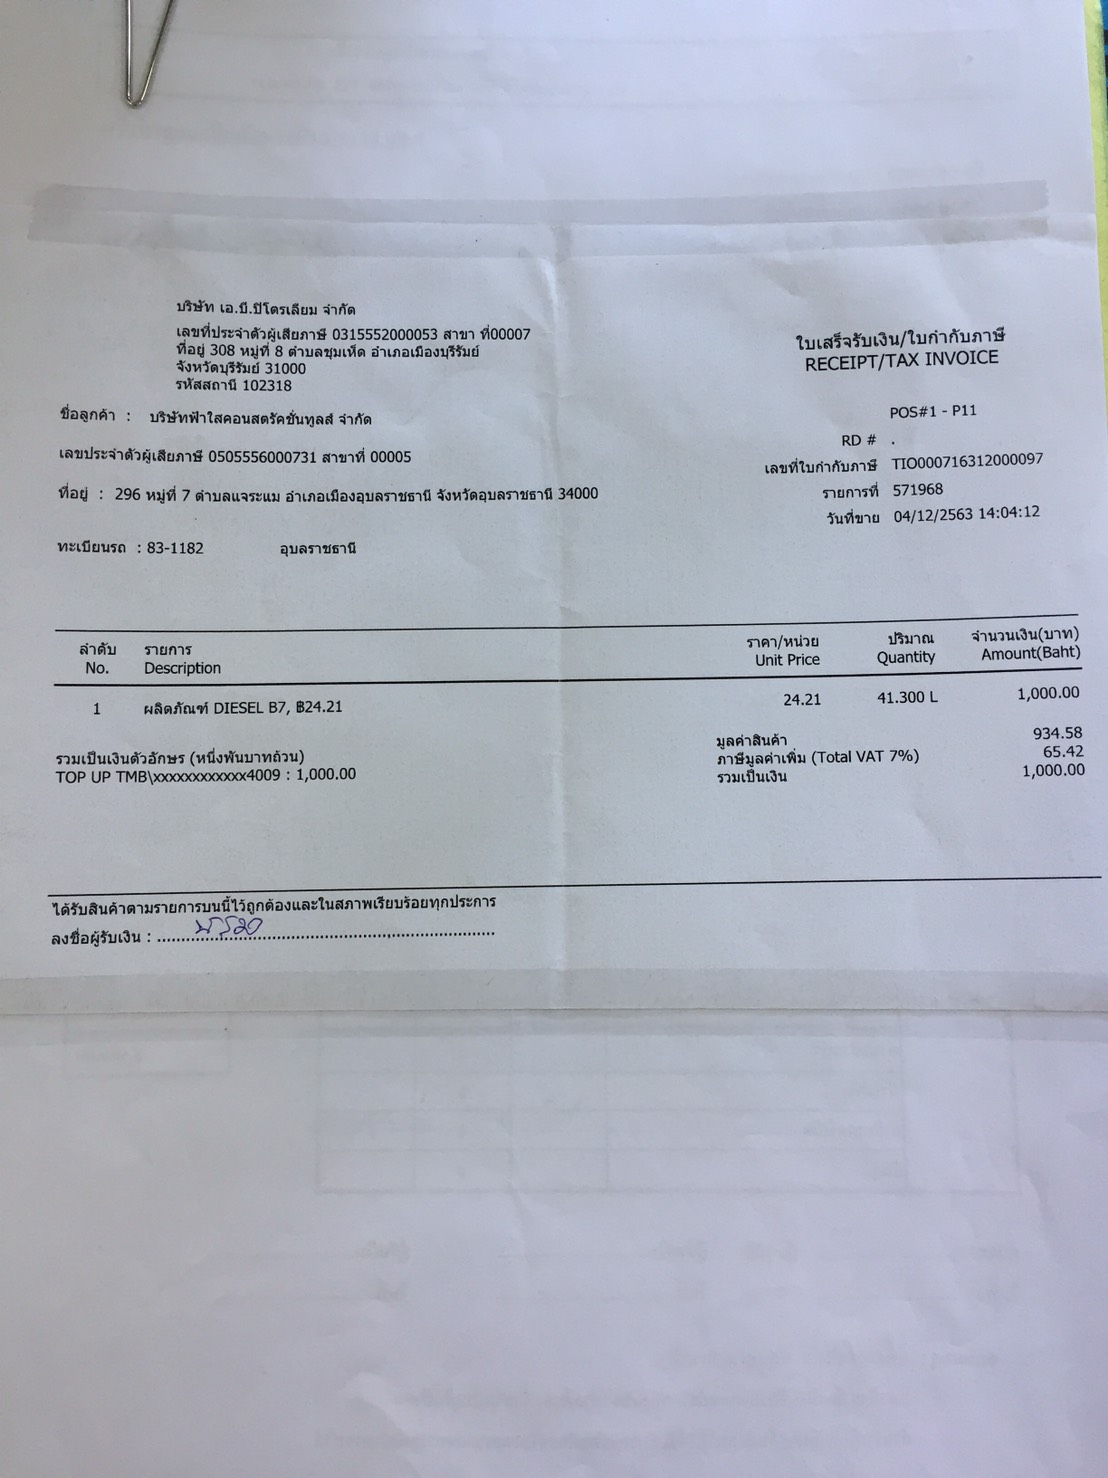 บริษัท เอ.บี.ปิโตรเลียม จำกัด
เลขที่ประจำตัวผู้เสียภาษี 0315552000053 สาขา ที่00007
ที่อยู่ 308 หมู่ที่ 8 ตำบลชุมเห็ด อำเภอเมืองบุรีรัมย์
จังหวัดบุรีรัมย์ 31000
รหัสสถานี 102318
ใบเสร็จรับเงิน/ใบกำกับภาษี
RECEIPT/TAX INVOICE
ชื่อลูกค้า : บริษัทฟ้าใสคอนสตรัคชั่นทูลส์ จำกัด
POS#1 - P11
RD # .
เลขประจำตัวผู้เสียภาษี 0505556000731 สาขาที่ 00005
เลขที่ใบกำกับภาษี TIO000716312000097
ที่อยู่ : 296 หมู่ที่ 7 ตำบลแจระแม อำเภอเมืองอุบลราชธานี จังหวัดอุบลราชธานี 34000
รายการที่ 571968
วันที่ขาย 04/12/2563 14:04:12
ทะเบียนรถ : 83-1182 อุบลราชธานี
ลำดับ รายการ ราคา/หน่วย ปริมาณ จำนวนเงิน(บาท)
No. Description Unit Price Quantity Amount(Baht)
1 ผลิตภัณฑ์ DIESEL B7, ฿24.21 24.21 41.300 L 1,000.00
มูลค่าสินค้า 934.58
รวมเป็นเงินตัวอักษร (หนึ่งพันบาทถ้วน) ภาษีมูลค่าเพิ่ม (Total VAT 7%) 65.42
TOP UP TMB\xxxxxxxxxxxx4009 : 1,000.00 รวมเป็นเงิน 1,000.00
ได้รับสินค้าตามรายการบนนี้ไว้ถูกต้องและในสภาพเรียบร้อยทุกประการ
ลงชื่อผู้รับเงิน :